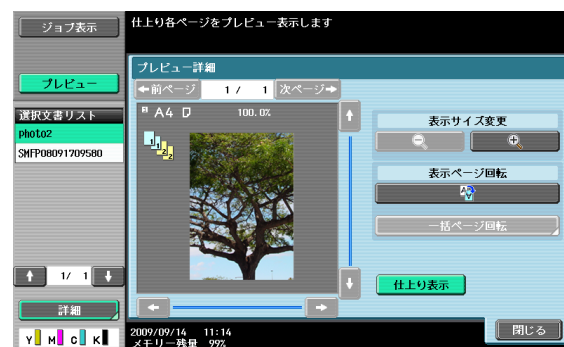 ジョブ表示
仕上り各ページをプレビュー表示します
プレビュー
プレビュー詳細
←前ページ 1/ 1 次ページ→
選択文書リスト
photo2
SMFP08091709580
A4 100.0%
1 1 2 2
表示サイズ変更
表示ページ回転
一括ページ回転
仕上り表示
↑ 1/ 1 ↓
詳細
閉じる
Y M C K
2009/09/14 11:14
メモリー残量 99%